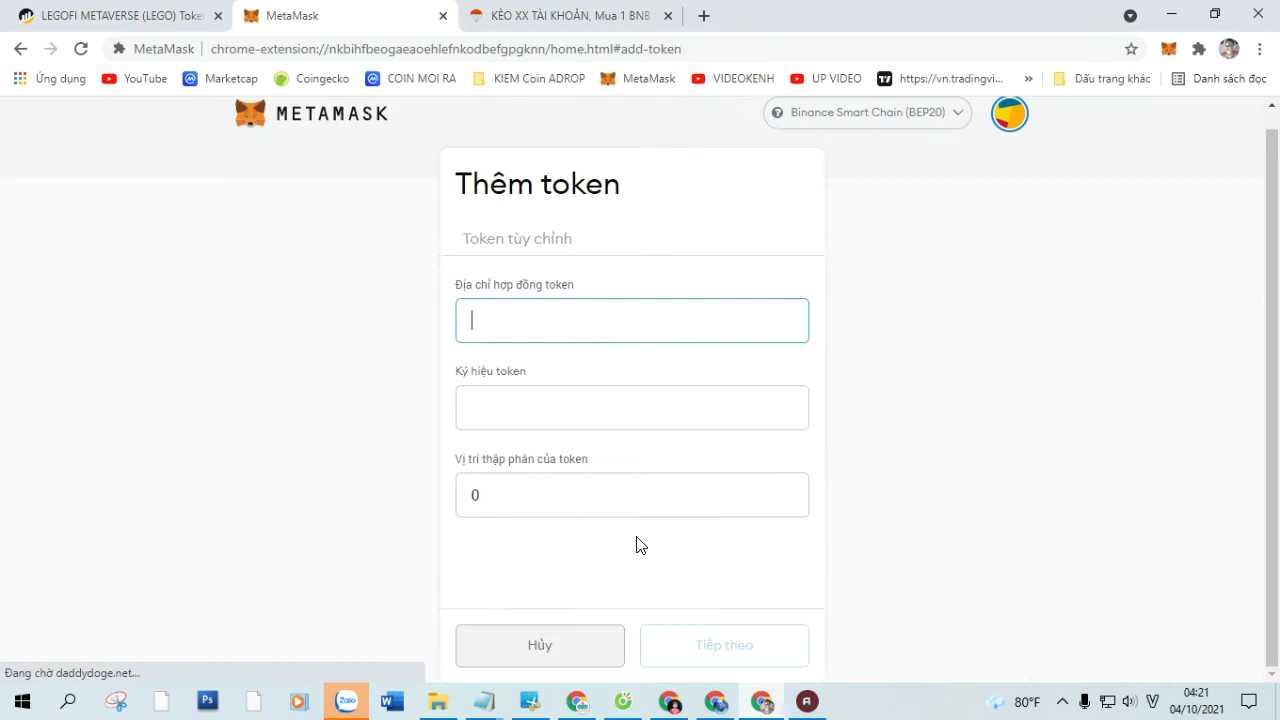 LEGOFI METAVERSE (LEGO) Toke
MetaMask
KÈO XX TÀI KHOẢN, Mua 1 BNB
MetaMask
chrome-extension://nkbihfbeogaeaoehlefnkodbefgpgknn/home.html#add-token
Ứng dụng
YouTube
Marketcap
Coingecko
COIN MOI RA
KIEM Coin ADROP
MetaMask
VIDEOKENH
UP VIDEO
https://vn.tradingvi...
»
Dấu trang khác
Danh sách đọc
METAMASK
Binance Smart Chain (BEP20)
Thêm token
Token tùy chỉnh
Địa chỉ hợp đồng token
Ký hiệu token
Vị trí thập phân của token
0
Hủy
Tiếp theo
Đang chờ daddydoge.net...
Ps
Zalo
W
A
80°F
V
04:21
04/10/2021